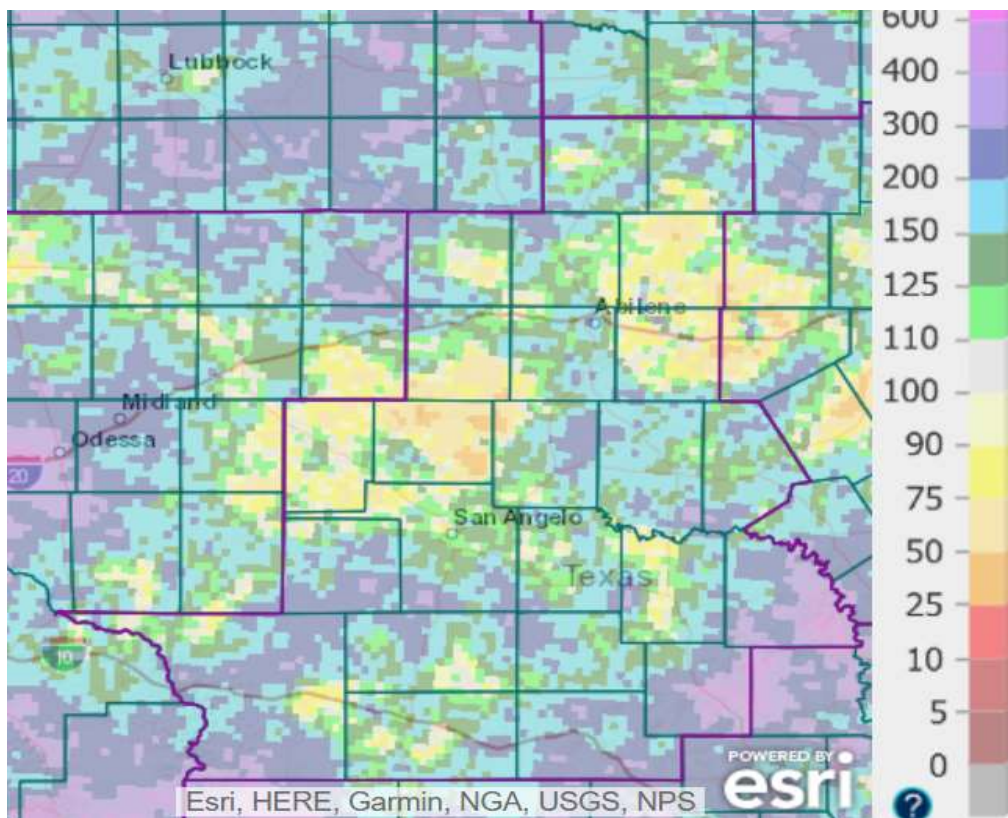 Lubbock
Abilene
Midland
Odessa
20
San Angelo
Texas
10
POWERED BY
esri
Esri, HERE, Garmin, NGA, USGS, NPS
600
400
300
200
150
125
110
100
90
75
50
25
10
5
0
?